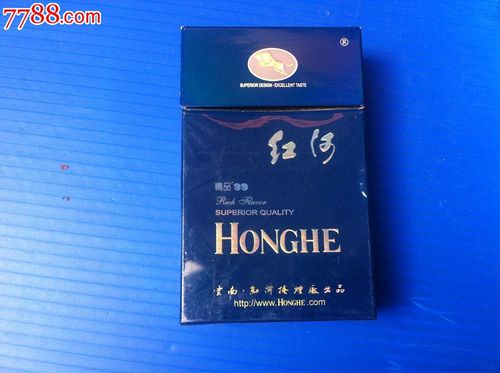 7788.com
®
SUPERIOR DESIGN · EXCELLENT TASTE
红河
精品'99
Rich Flavor
SUPERIOR QUALITY
HONGHE
云南·红河卷烟厂出品
http://www.HONGHE.com